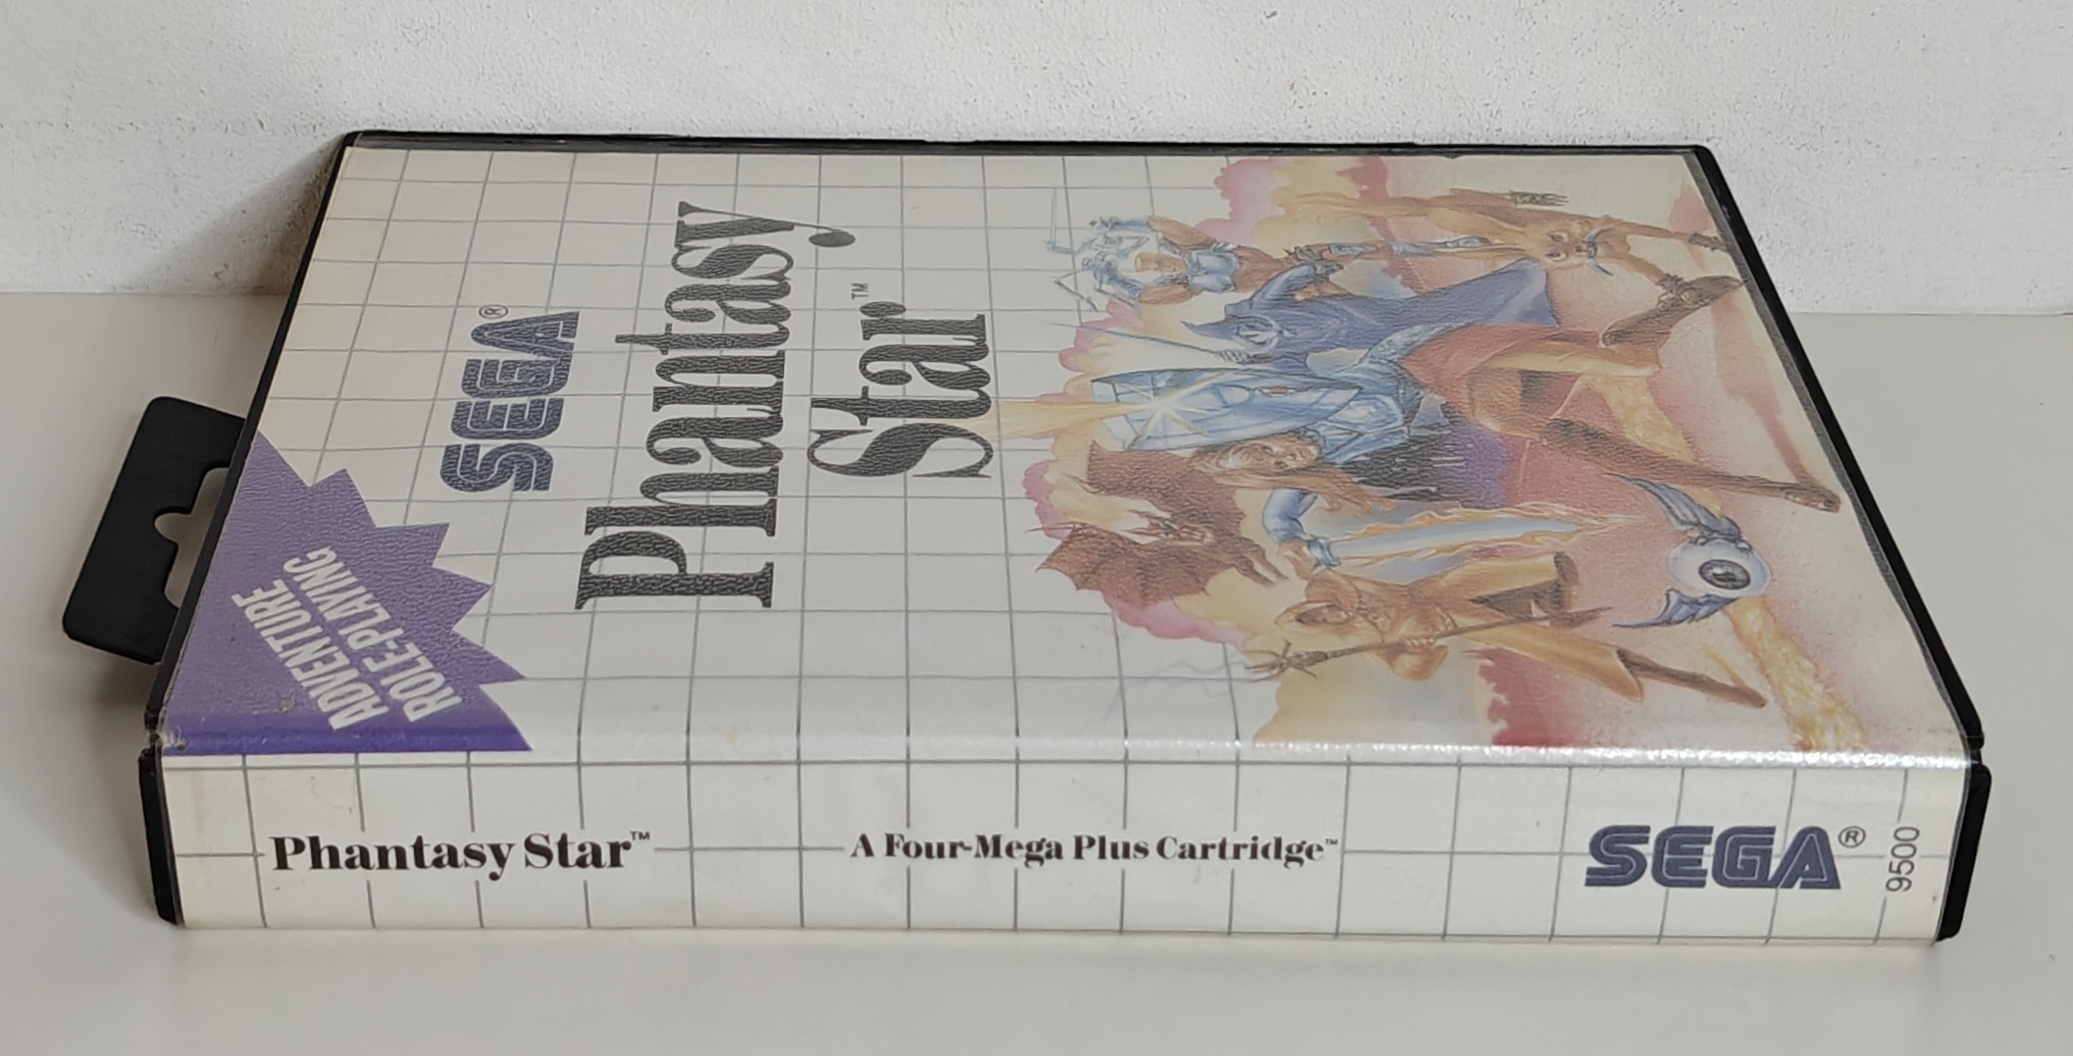 SEGA®
Phantasy
Star™
ADVENTURE
ROLE-PLAYING
Phantasy Star™
A Four-Mega Plus Cartridge™
SEGA®
9500